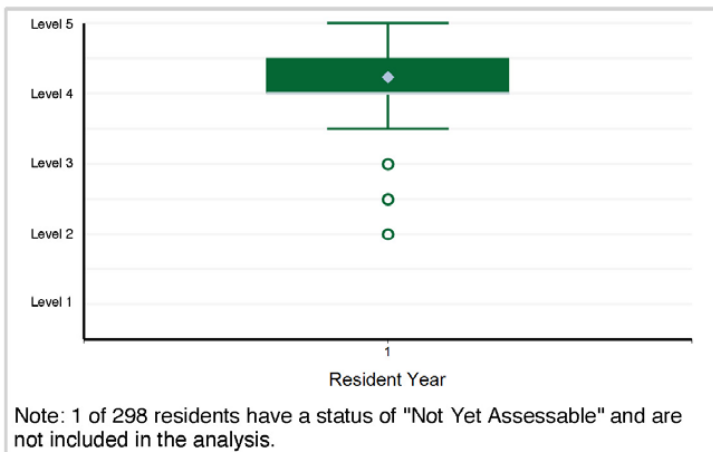 Level 5
Level 4
Level 3
Level 2
Level 1
1
Resident Year
Note: 1 of 298 residents have a status of "Not Yet Assessable" and are
not included in the analysis.